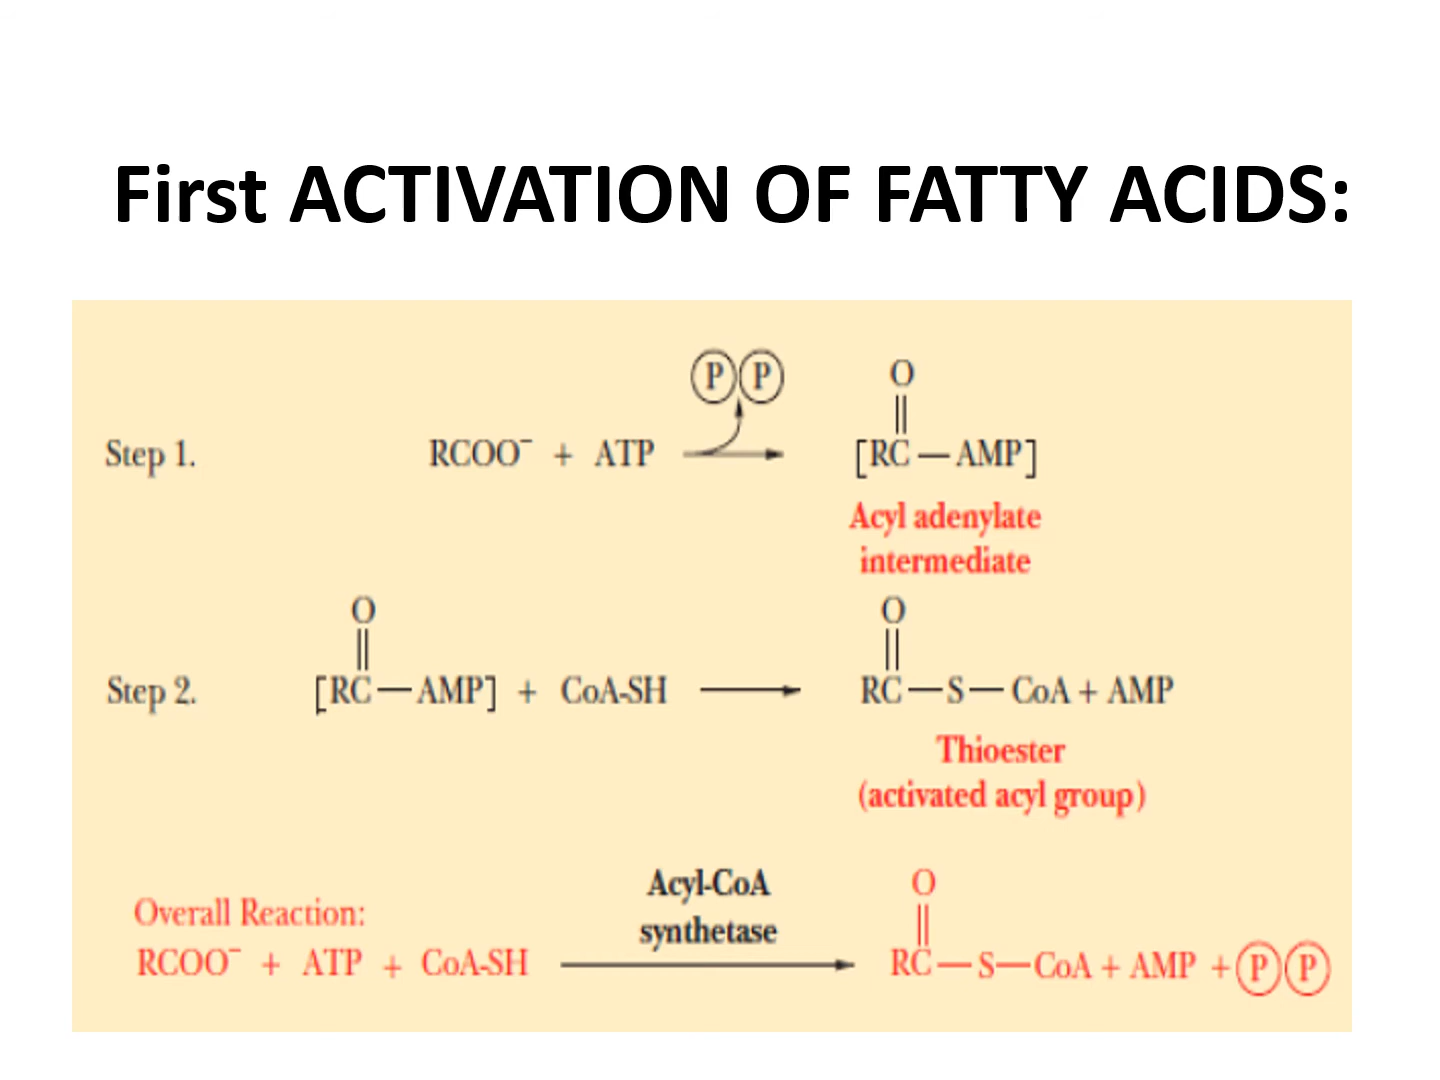 First ACTIVATION OF FATTY ACIDS:
P P
O
||
Step 1. RCOO⁻ + ATP → [RC — AMP]
Acyl adenylate
intermediate
O O
|| ||
Step 2. [RC — AMP] + CoA-SH → RC — S — CoA + AMP
Thioester
(activated acyl group)
Acyl-CoA
synthetase
O
||
Overall Reaction:
RCOO⁻ + ATP + CoA-SH → RC — S — CoA + AMP + P P